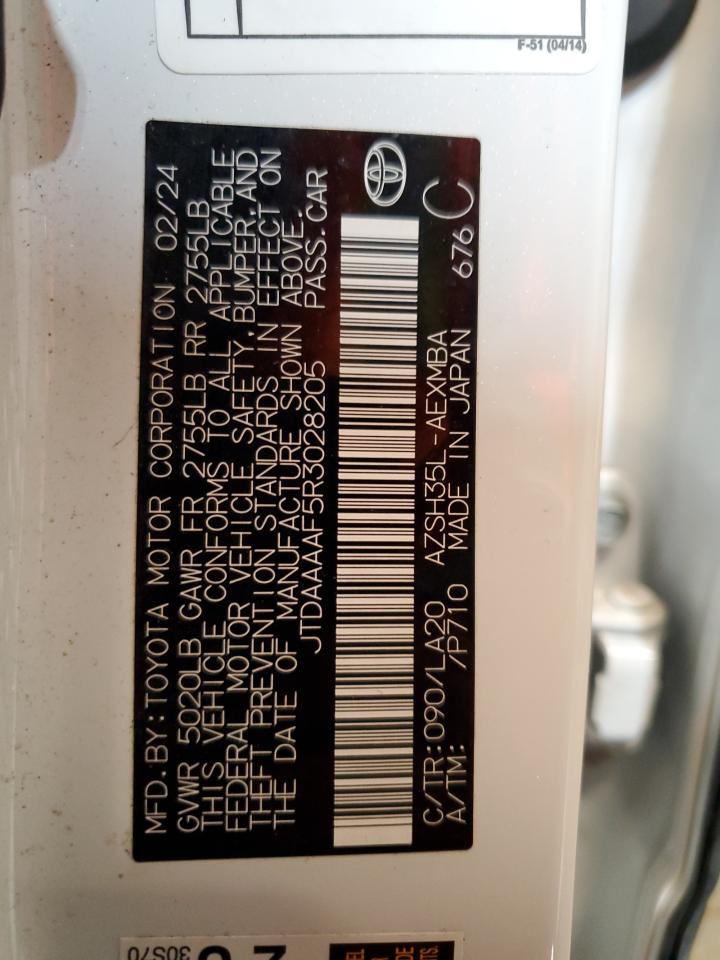 F-51 (04/14)
MFD.BY:TOYOTA MOTOR CORPORATION 02/24
GVWR 5020LB GAWR FR 2755LB RR 2755LB
THIS VEHICLE CONFORMS TO ALL APPLICABLE
FEDERAL MOTOR VEHICLE SAFETY,BUMPER,AND
THEFT PREVENTION STANDARDS IN EFFECT ON
THE DATE OF MANUFACTURE SHOWN ABOVE.
JTDAAAAF5R3028205 PASS.CAR
C/TR:090/LA20 AZSH35L-AEXMBA 676 C
A/TM: /P710 MADE IN JAPAN
30S70